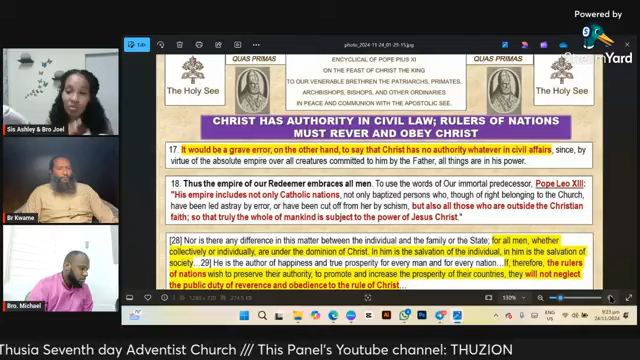 Powered by
StreamYard
photo_2024-11-24_01-29-15.jpg
QUAS PRIMAS
ENCYCLICAL OF POPE PIUS XI
ON THE FEAST OF CHRIST THE KING
TO OUR VENERABLE BRETHREN THE PATRIARCHS, PRIMATES,
ARCHBISHOPS, BISHOPS, AND OTHER ORDINARIES
IN PEACE AND COMMUNION WITH THE APOSTOLIC SEE.
QUAS PRIMAS
The Holy See
The Holy See
CHRIST HAS AUTHORITY IN CIVIL LAW; RULERS OF NATIONS
MUST REVER AND OBEY CHRIST
17. It would be a grave error, on the other hand, to say that Christ has no authority whatever in civil affairs, since, by
virtue of the absolute empire over all creatures committed to him by the Father, all things are in his power.
18. Thus the empire of our Redeemer embraces all men. To use the words of Our immortal predecessor, Pope Leo XIII:
"His empire includes not only Catholic nations, not only baptized persons who, though of right belonging to the Church,
have been led astray by error, or have been cut off from her by schism, but also all those who are outside the Christian
faith; so that truly the whole of mankind is subject to the power of Jesus Christ."
[28] Nor is there any difference in this matter between the individual and the family or the State; for all men, whether
collectively or individually, are under the dominion of Christ. In him is the salvation of the individual, in him is the salvation of
society... 29] He is the author of happiness and true prosperity for every man and for every nation... If, therefore, the rulers
of nations wish to preserve their authority, to promote and increase the prosperity of their countries, they will not neglect
the public duty of reverence and obedience to the rule of Christ...
Sis Ashley & Bro Joel
Br Kwame
Bro. Michael
130%
Search
ENG
9:25 pm
24/11/2024
Thusia Seventh day Adventist Church /// This Panel's Youtube channel: THUZION